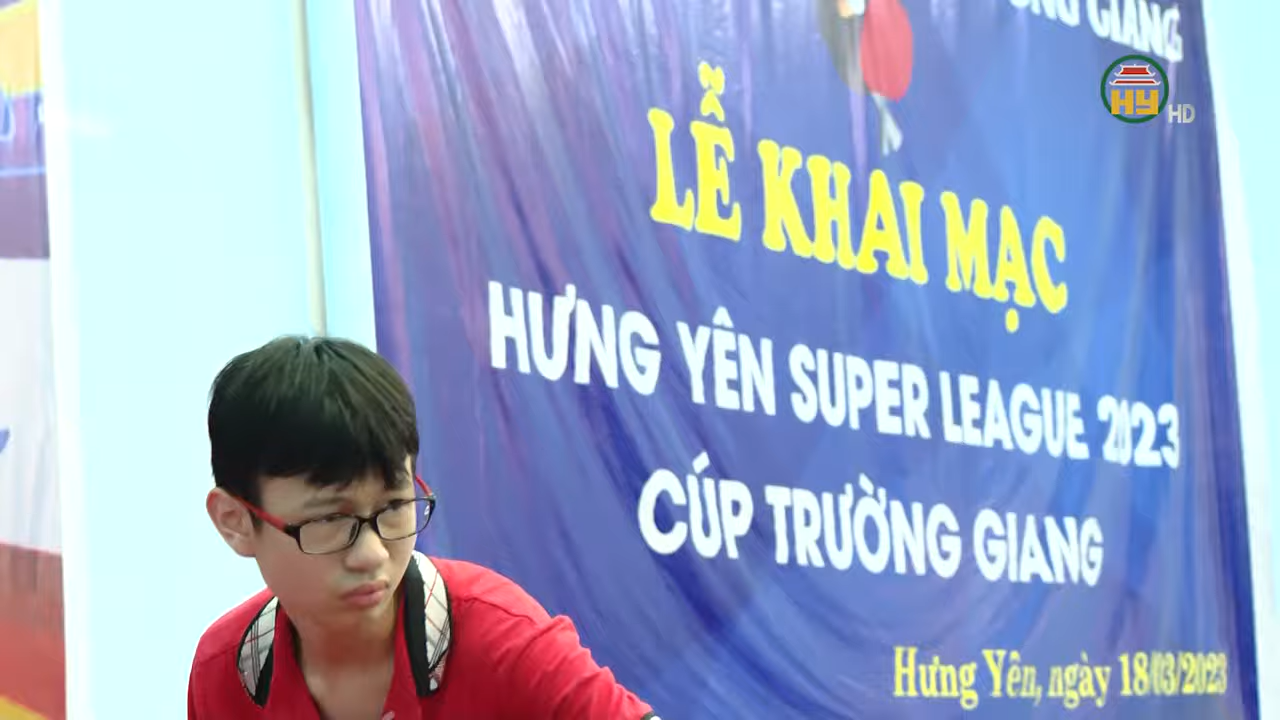 GIANG
HY HD
LỄ KHAI MẠC
HƯNG YÊN SUPER LEAGUE 2023
CÚP TRƯỜNG GIANG
Hưng Yên, ngày 18/03/2023